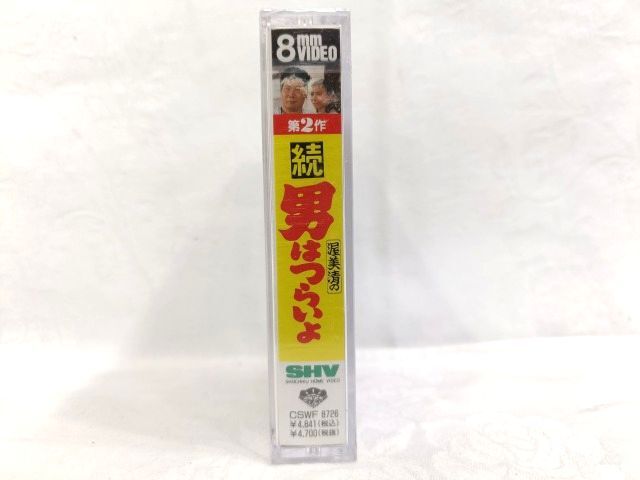 8mm VIDEO
第2作
続
男はつらいよ
渥美清の
SHV
SHOCHIKU HOME VIDEO
CSWF 8726
¥4,841(税込)
¥4,700(税抜)